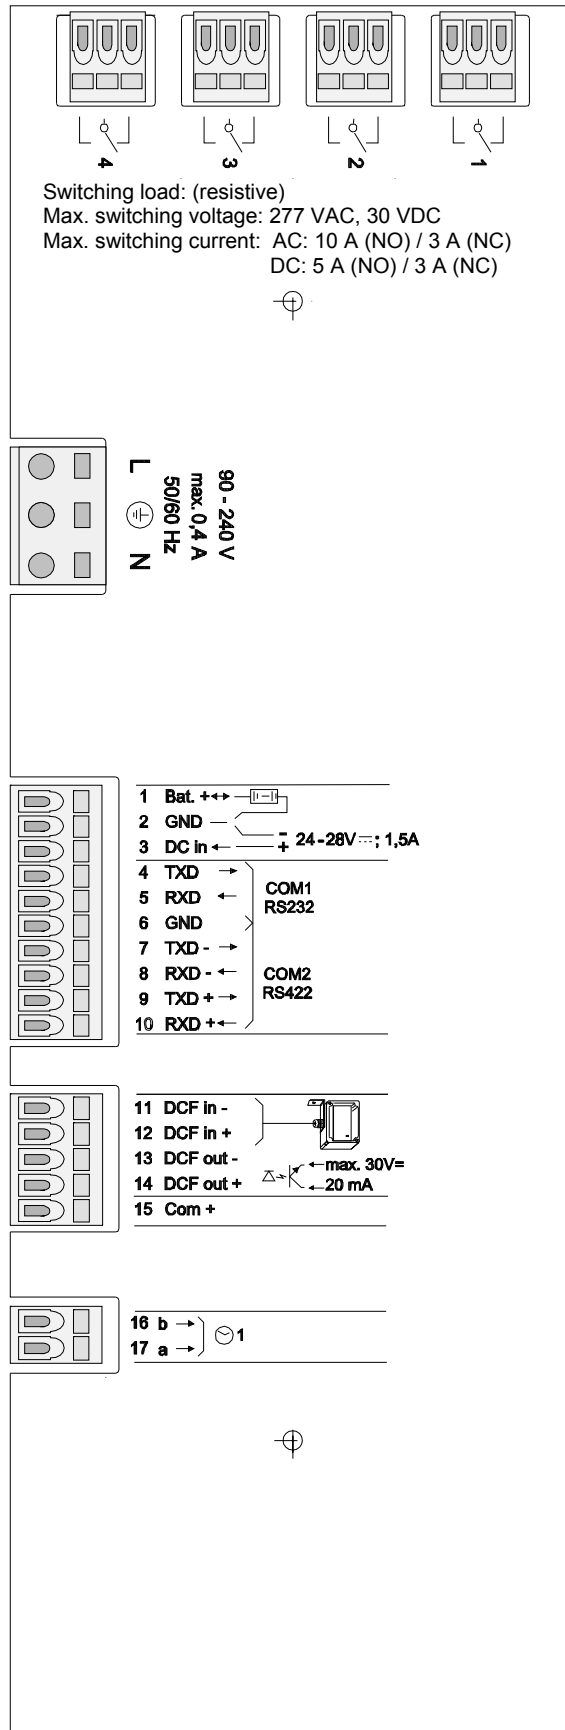 4 3 2 1
Switching load: (resistive)
Max. switching voltage: 277 VAC, 30 VDC
Max. switching current: AC: 10 A (NO) / 3 A (NC)
DC: 5 A (NO) / 3 A (NC)
90 - 240 V
max. 0,4 A
50/60 Hz
L
N
1 Bat. +
2 GND
3 DC in
- 24-28V ; 1,5A
+
4 TXD
5 RXD
6 GND
COM1
RS232
7 TXD -
8 RXD -
9 TXD +
10 RXD +
COM2
RS422
11 DCF in -
12 DCF in +
13 DCF out -
14 DCF out +
max. 30V=
20 mA
15 Com +
16 b
17 a
1